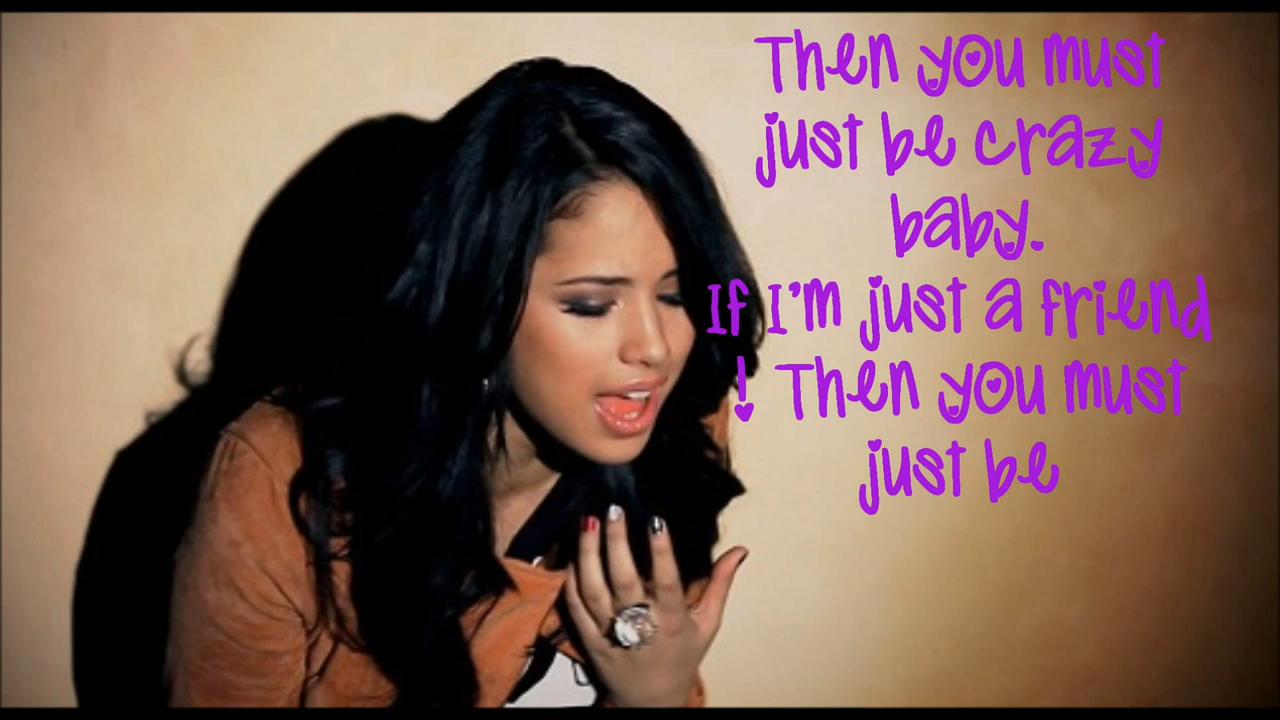 Then you must
just be crazy
baby.
If I'm just a friend
! Then you must
just be